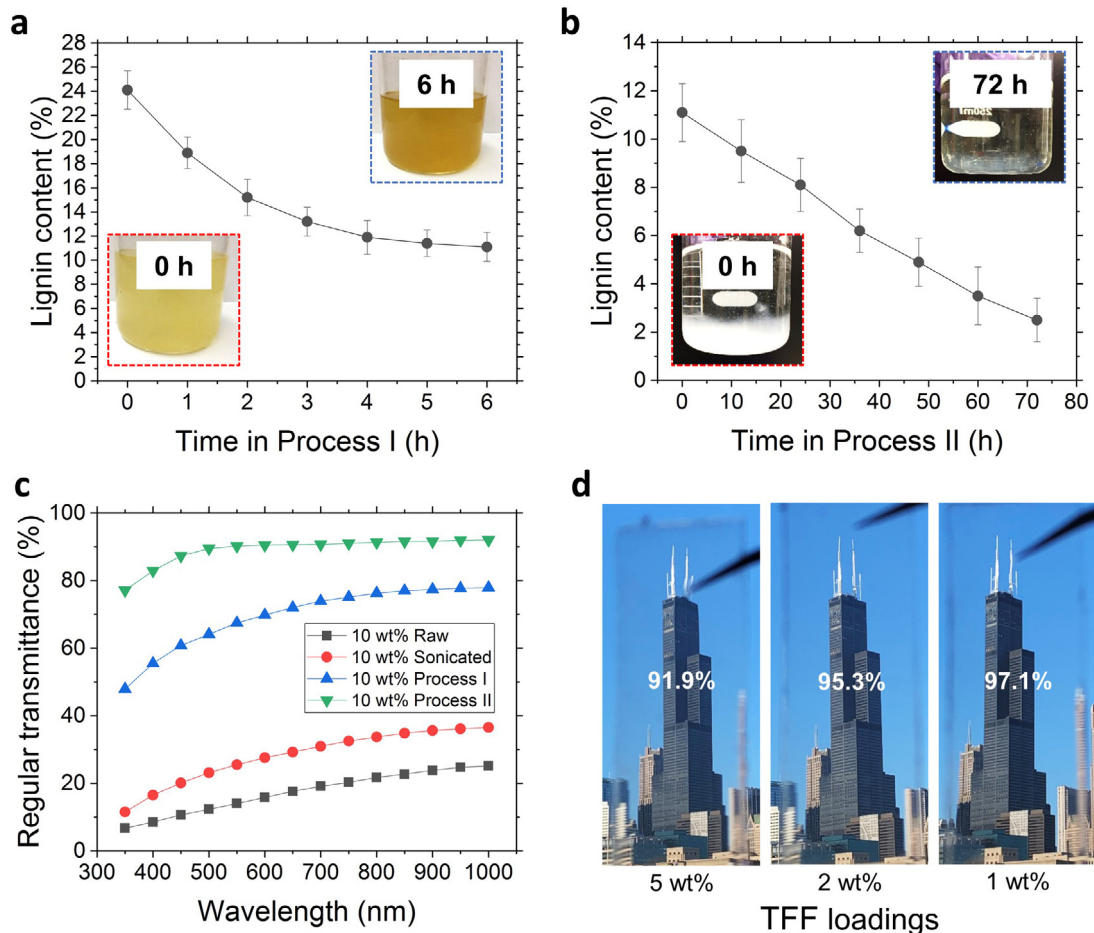 a
28
26
24
22
20
18
16
14
12
10
8
6
4
2
0
Lignin content (%)
6 h
0 h
0 1 2 3 4 5 6
Time in Process I (h)
b
14
12
10
8
6
4
2
0
Lignin content (%)
72 h
250ml
0 h
0 10 20 30 40 50 60 70 80
Time in Process II (h)
c
100
80
60
40
20
0
Regular transmittance (%)
10 wt% Raw
10 wt% Sonicated
10 wt% Process I
10 wt% Process II
300 400 500 600 700 800 900 1000
Wavelength (nm)
d
91.9% 95.3% 97.1%
5 wt% 2 wt% 1 wt%
TFF loadings